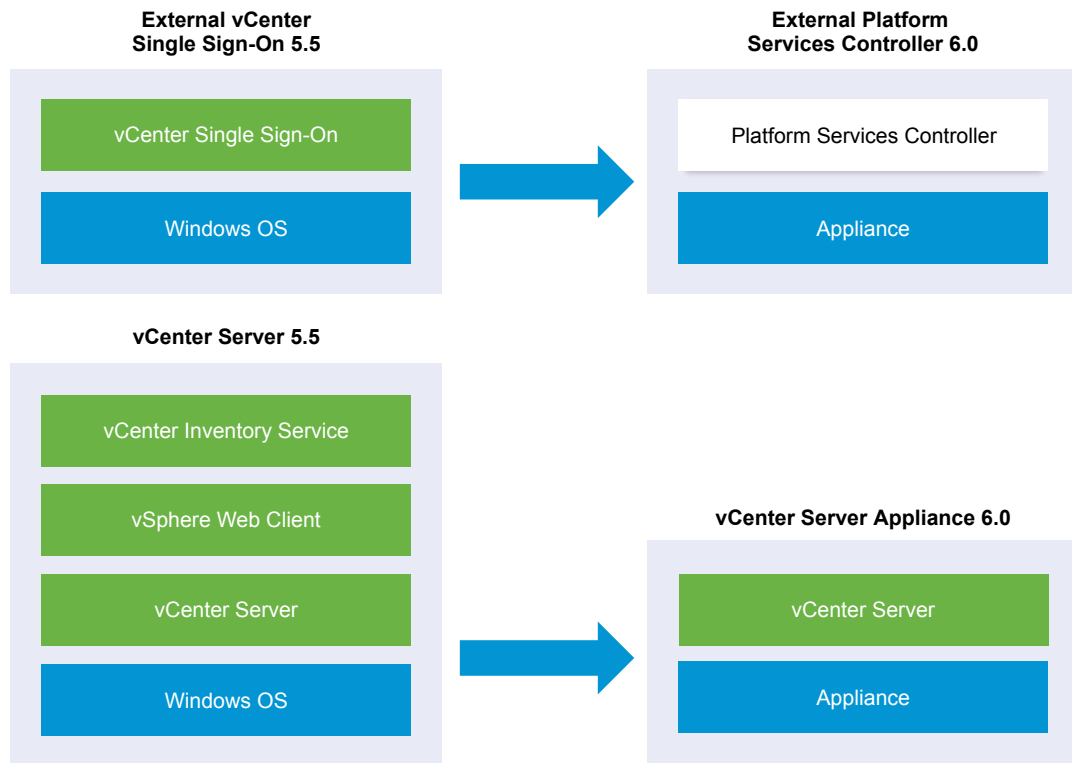 External vCenter
Single Sign-On 5.5
vCenter Single Sign-On
Windows OS
External Platform
Services Controller 6.0
Platform Services Controller
Appliance
vCenter Server 5.5
vCenter Inventory Service
vSphere Web Client
vCenter Server
Windows OS
vCenter Server Appliance 6.0
vCenter Server
Appliance